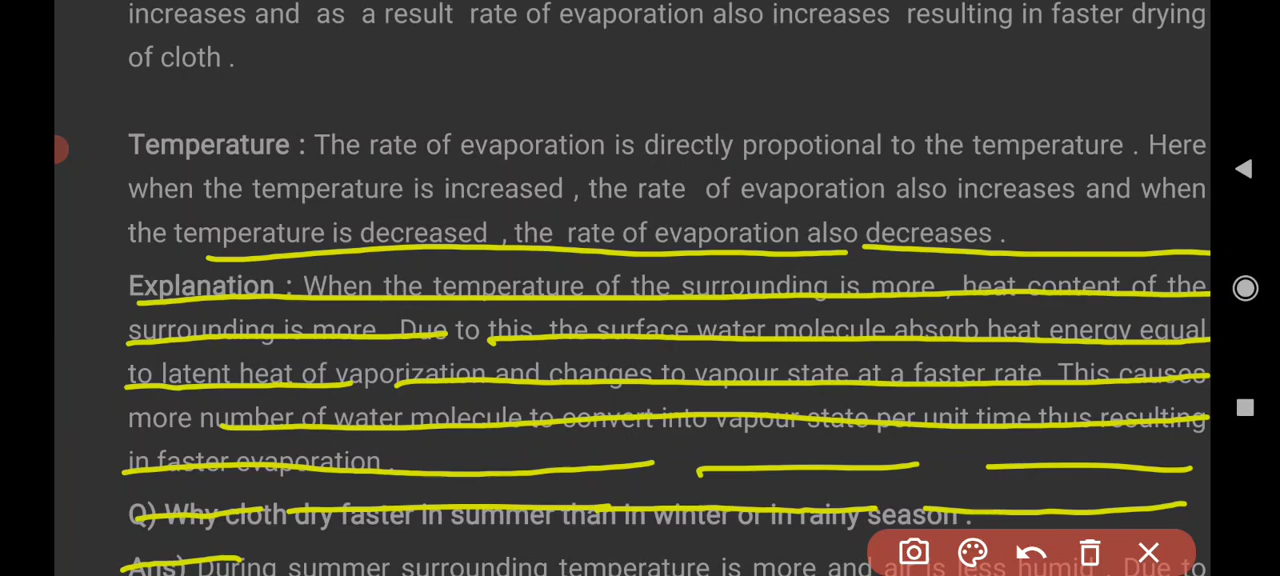 increases and as a result rate of evaporation also increases resulting in faster drying
of cloth .
Temperature : The rate of evaporation is directly propotional to the temperature . Here
when the temperature is increased , the rate of evaporation also increases and when
the temperature is decreased , the rate of evaporation also decreases .
Explanation : When the temperature of the surrounding is more , heat content of the
surrounding is more . Due to this, the surface water molecule absorb heat energy equal
to latent heat of vaporization and changes to vapour state at a faster rate. This causes
more number of water molecule to convert into vapour state per unit time thus resulting
in faster evaporation .
Q) Why cloth dry faster in summer than in winter or in rainy season .
Ans) During summer surrounding temperature is more and air is less humid. Due to